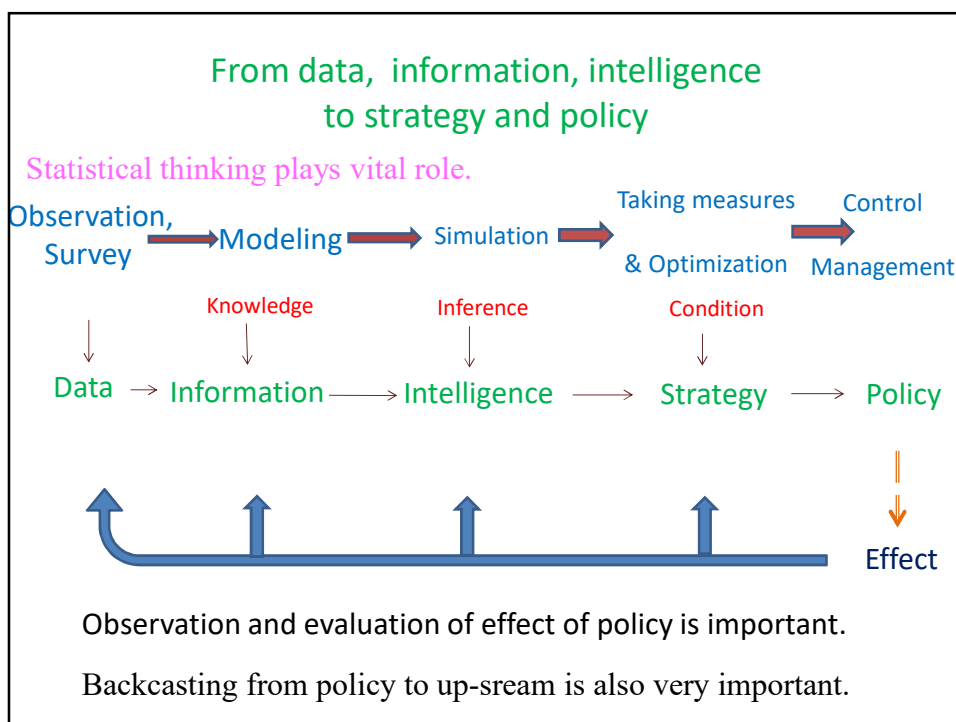 From data, information, intelligence
to strategy and policy
Statistical thinking plays vital role.
Observation,
Survey
Modeling
Simulation
Taking measures
& Optimization
Control
Management
Knowledge
Inference
Condition
Data
Information
Intelligence
Strategy
Policy
Effect
Observation and evaluation of effect of policy is important.
Backcasting from policy to up-sream is also very important.